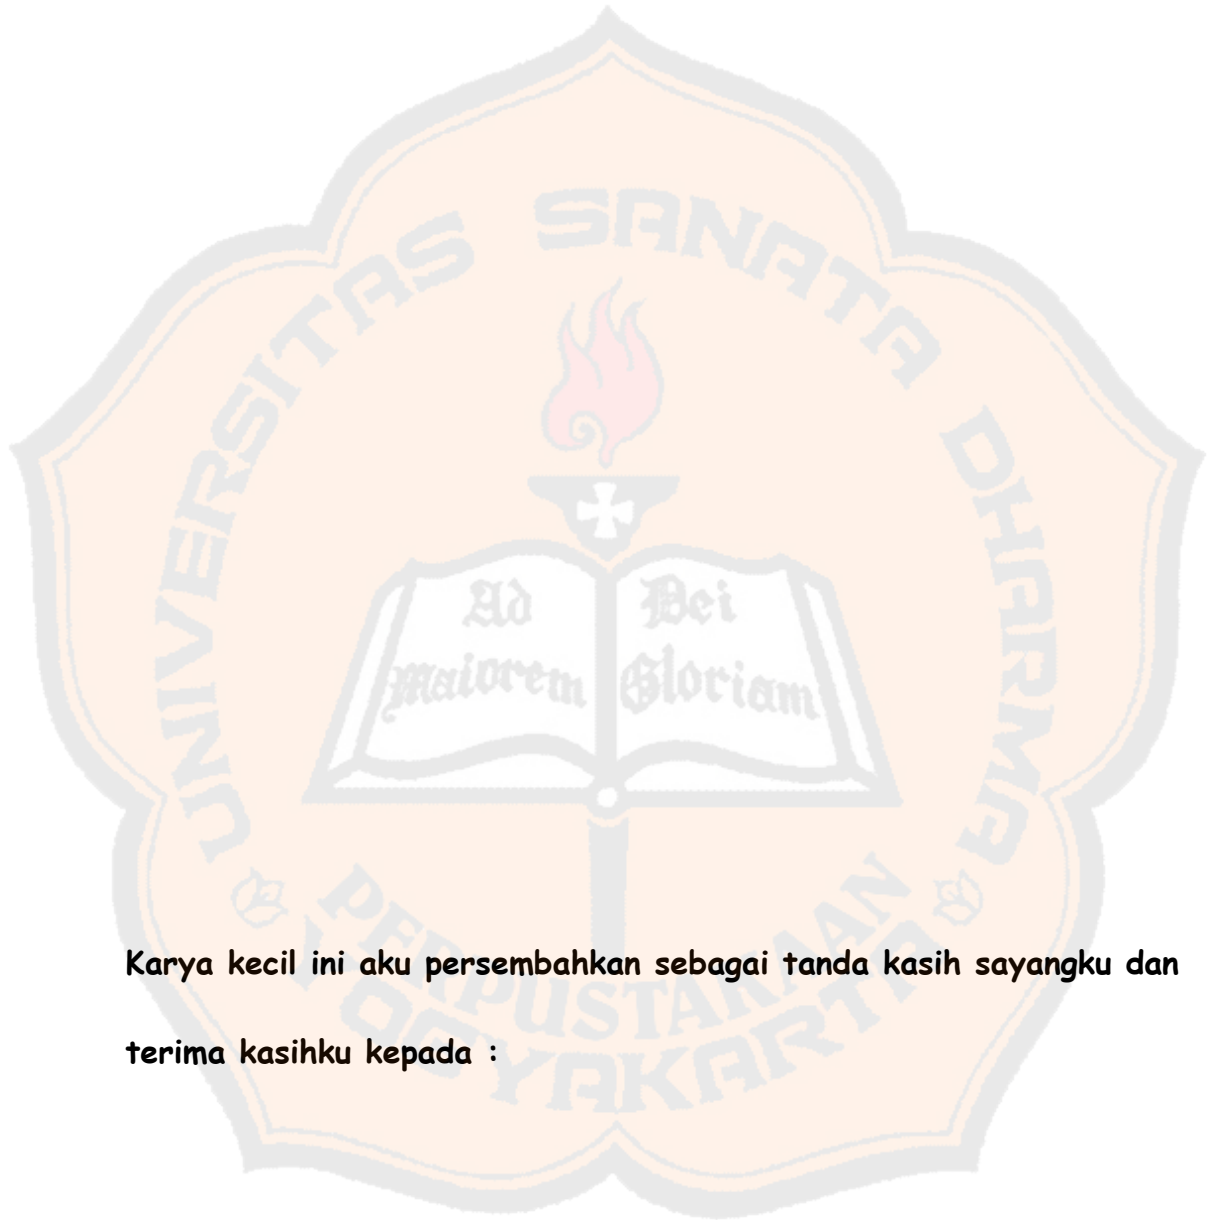 UNIVERSITAS SANATA DHARMA
Ad Dei
Maiorem Gloriam
PERPUSTAKAAN
YOGYAKARTA
Karya kecil ini aku persembahkan sebagai tanda kasih sayangku dan
terima kasihku kepada :